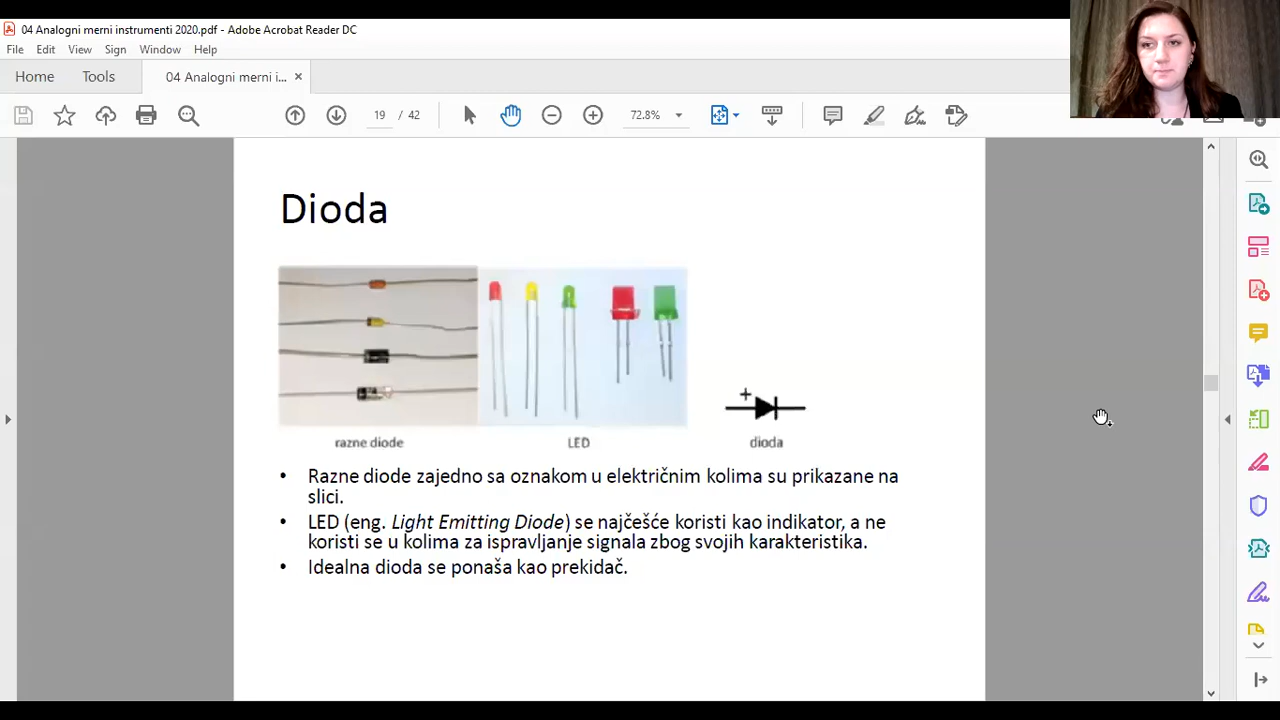 04 Analogni merni instrumenti 2020.pdf - Adobe Acrobat Reader DC
File Edit View Sign Window Help
Home Tools 04 Analogni merni i... ×
19 / 42 72.8%
Dioda
+
razne diode LED dioda
• Razne diode zajedno sa oznakom u električnim kolima su prikazane na
slici.
• LED (eng. Light Emitting Diode) se najčešće koristi kao indikator, a ne
koristi se u kolima za ispravljanje signala zbog svojih karakteristika.
• Idealna dioda se ponaša kao prekidač.